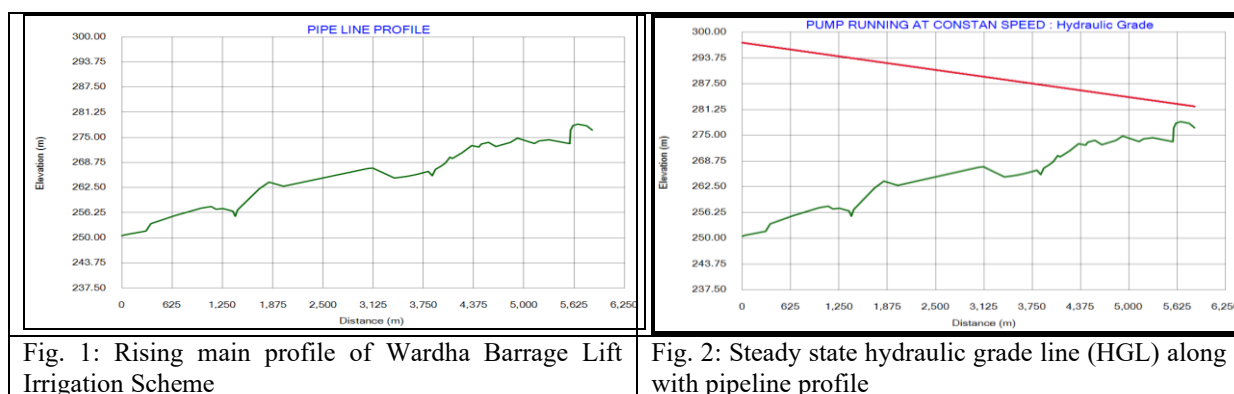 PIPE LINE PROFILE
300.00
293.75
287.50
281.25
275.00
268.75
262.50
256.25
250.00
243.75
237.50
Elevation (m)
0 625 1,250 1,875 2,500 3,125 3,750 4,375 5,000 5,625 6,250
Distance (m)
PUMP RUNNING AT CONSTAN SPEED : Hydraulic Grade
300.00
293.75
287.50
281.25
275.00
268.75
262.50
256.25
250.00
243.75
237.50
Elevation (m)
0 625 1,250 1,875 2,500 3,125 3,750 4,375 5,000 5,625 6,25
Distance (m)
Fig. 1: Rising main profile of Wardha Barrage Lift
Irrigation Scheme
Fig. 2: Steady state hydraulic grade line (HGL) along
with pipeline profile